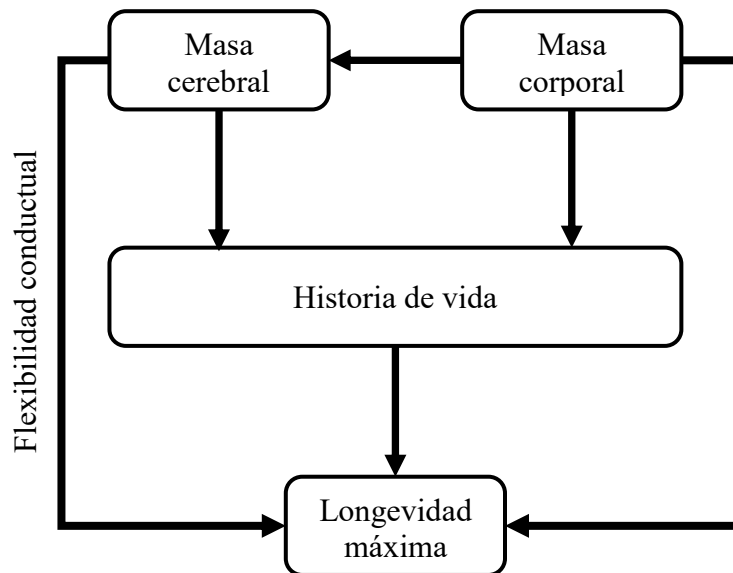 Masa
cerebral
Masa
corporal
Flexibilidad conductual
Historia de vida
Longevidad
máxima